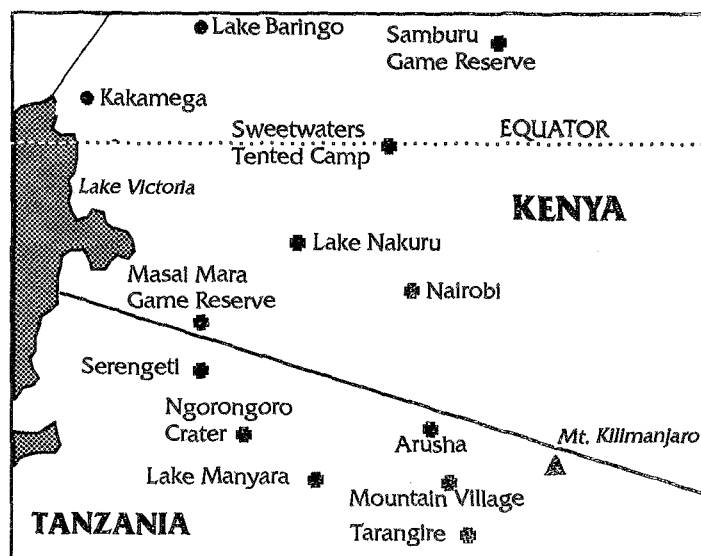 Lake Baringo
Samburu
Game Reserve
Kakamega
Sweetwaters
Tented Camp
EQUATOR
Lake Victoria
KENYA
Lake Nakuru
Masai Mara
Game Reserve
Nairobi
Serengeti
Ngorongoro
Crater
Arusha
Mt. Kilimanjaro
Lake Manyara
Mountain Village
TANZANIA
Tarangire